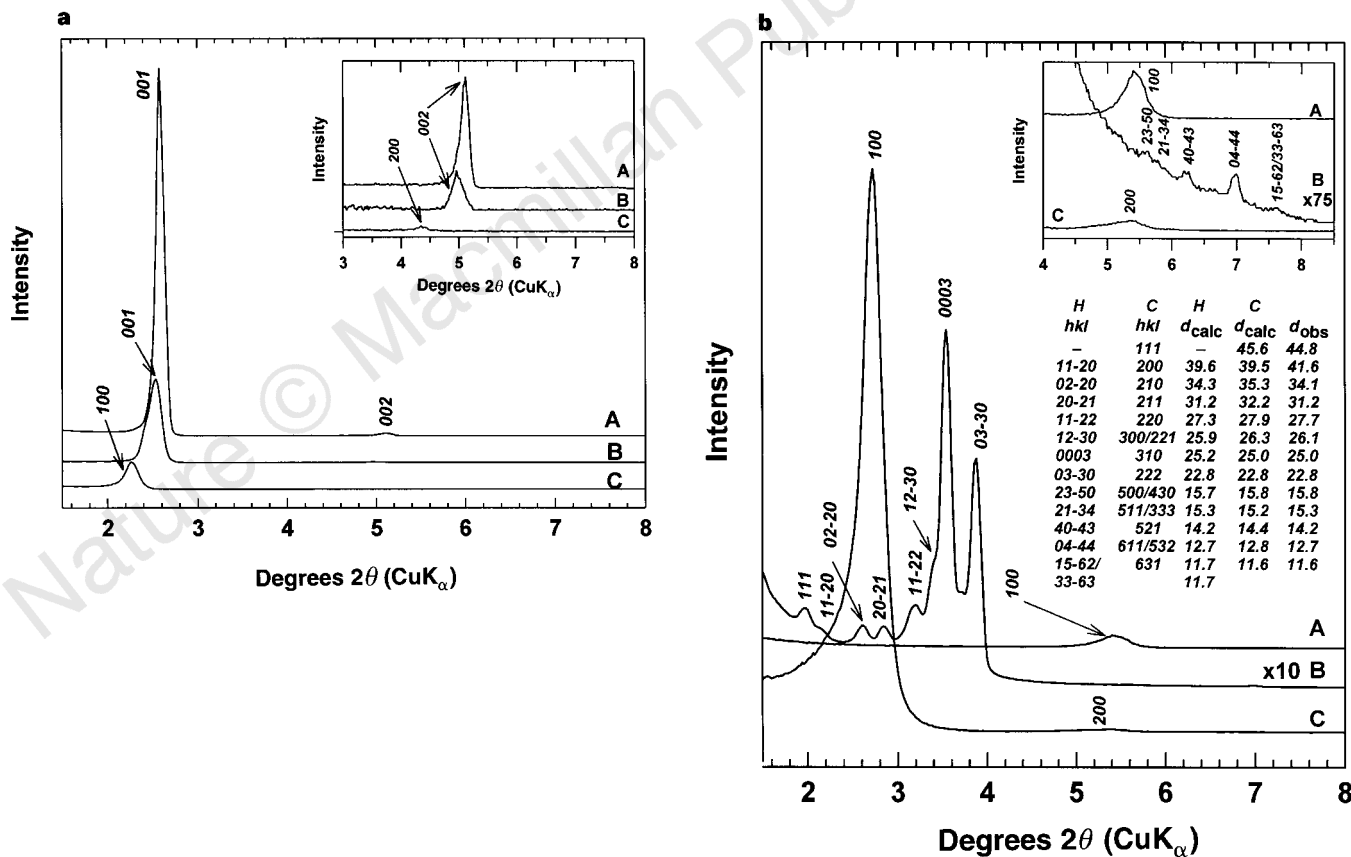 a
001
001
100
002
A
B
C
Intensity
2 3 4 5 6 7 8
Degrees 2θ (CuKα)
002
200
A
B
C
Intensity
3 4 5 6 7 8
Degrees 2θ (CuKα)
b
100
0003
03-30
12-30
02-20
111
11-20
20-21
11-22
100
200
A
x10 B
C
Intensity
2 3 4 5 6 7 8
Degrees 2θ (CuKα)
100
23-50
21-34
40-43
04-44
15-62/33-63
200
A
B
x75
C
Intensity
4 5 6 7 8
H C H C
hkl hkl dcalc dcalc dobs
– 111 – 45.6 44.8
11-20 200 39.6 39.5 41.6
02-20 210 34.3 35.3 34.1
20-21 211 31.2 32.2 31.2
11-22 220 27.3 27.9 27.7
12-30 300/221 25.9 26.3 26.1
0003 310 25.2 25.0 25.0
03-30 222 22.8 22.8 22.8
23-50 500/430 15.7 15.8 15.8
21-34 511/333 15.3 15.2 15.3
40-43 521 14.2 14.4 14.2
04-44 611/532 12.7 12.8 12.7
15-62/ 631 11.7 11.6 11.6
33-63 11.7
Nature © Macmillan Pub